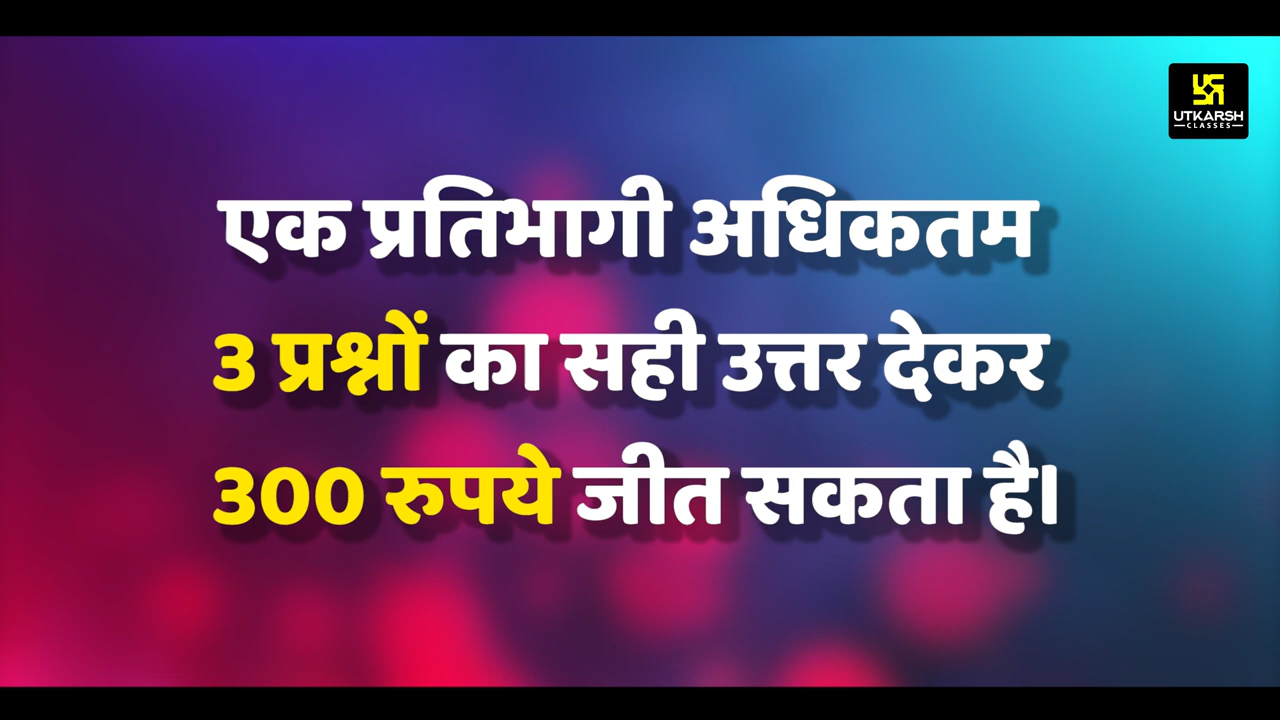 UTKARSH
CLASSES
एक प्रतिभागी अधिकतम
3 प्रश्नों का सही उत्तर देकर
300 रुपये जीत सकता है।